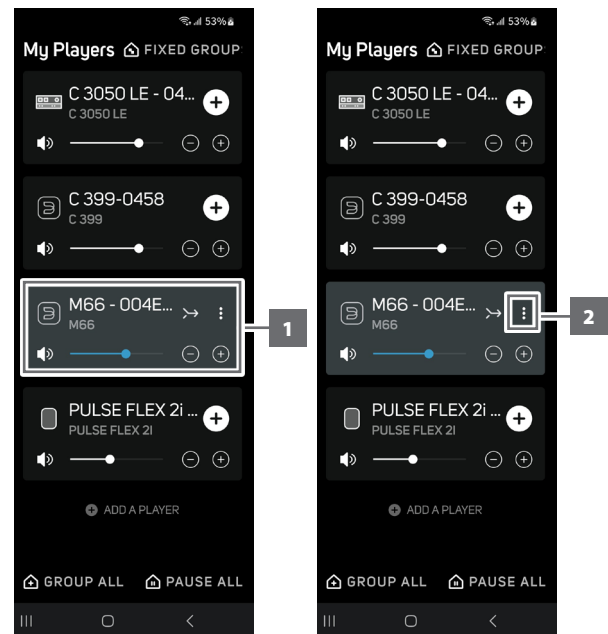 53%
My Players FIXED GROUP
C 3050 LE - 04...
C 3050 LE
C 399-0458
C 399
M66 - 004E...
M66
PULSE FLEX 2i ...
PULSE FLEX 2I
ADD A PLAYER
GROUP ALL PAUSE ALL
1
53%
My Players FIXED GROUP
C 3050 LE - 04...
C 3050 LE
C 399-0458
C 399
M66 - 004E...
M66
PULSE FLEX 2i ...
PULSE FLEX 2I
ADD A PLAYER
GROUP ALL PAUSE ALL
2